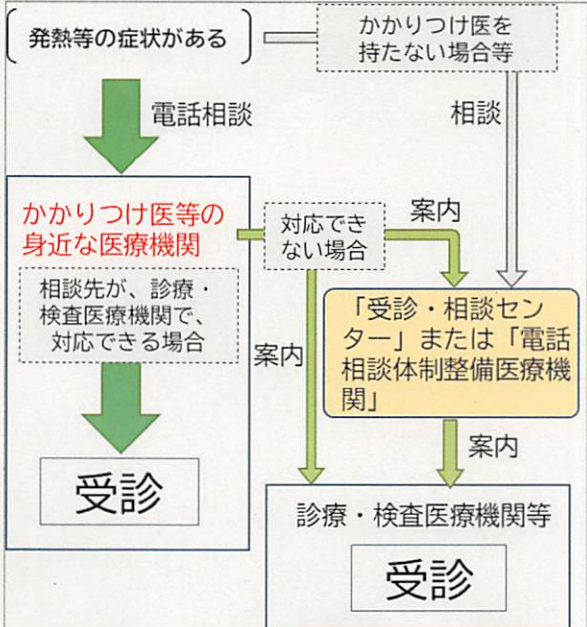 発熱等の症状がある
かかりつけ医を
持たない場合等
電話相談
相談
かかりつけ医等の
身近な医療機関
対応でき
ない場合
案内
相談先が、診療・
検査医療機関で、
対応できる場合
案内
「受診・相談セン
ター」または「電話
相談体制整備医療機
関」
案内
受診
診療・検査医療機関等
受診